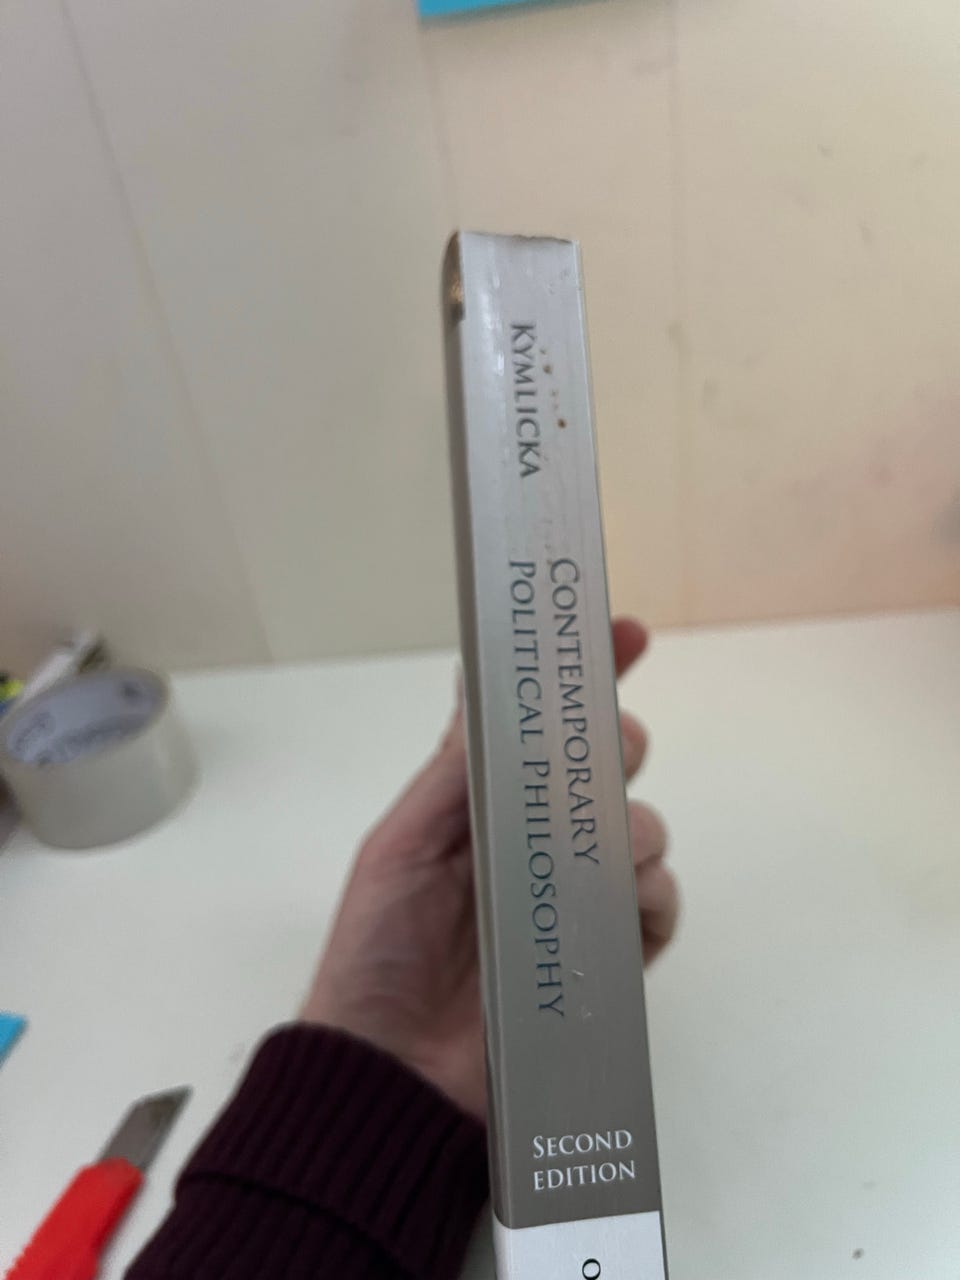 KYMLICKA
CONTEMPORARY
POLITICAL PHILOSOPHY
SECOND
EDITION
O